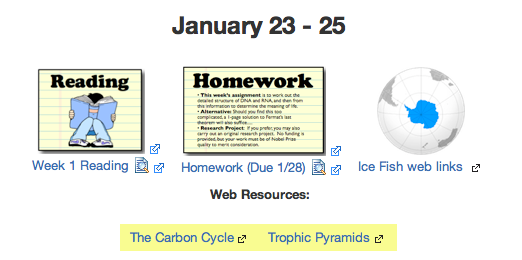 January 23 - 25
Reading
Week 1 Reading
Homework
• This week's assignment is to work out the
detailed structure of DNA and RNA, and then from
this information to determine the meaning of life.
• Alternative: Should you find this too
complicated, a 1-page solution to Fermat's last
theorem will also suffice...
• Research Project: If you prefer, you may also
carry out an original research project. No funding is
provided, but your work must be of Nobel Prize
quality to merit consideration.
Homework (Due 1/28)
Ice Fish web links
Web Resources:
The Carbon Cycle
Trophic Pyramids